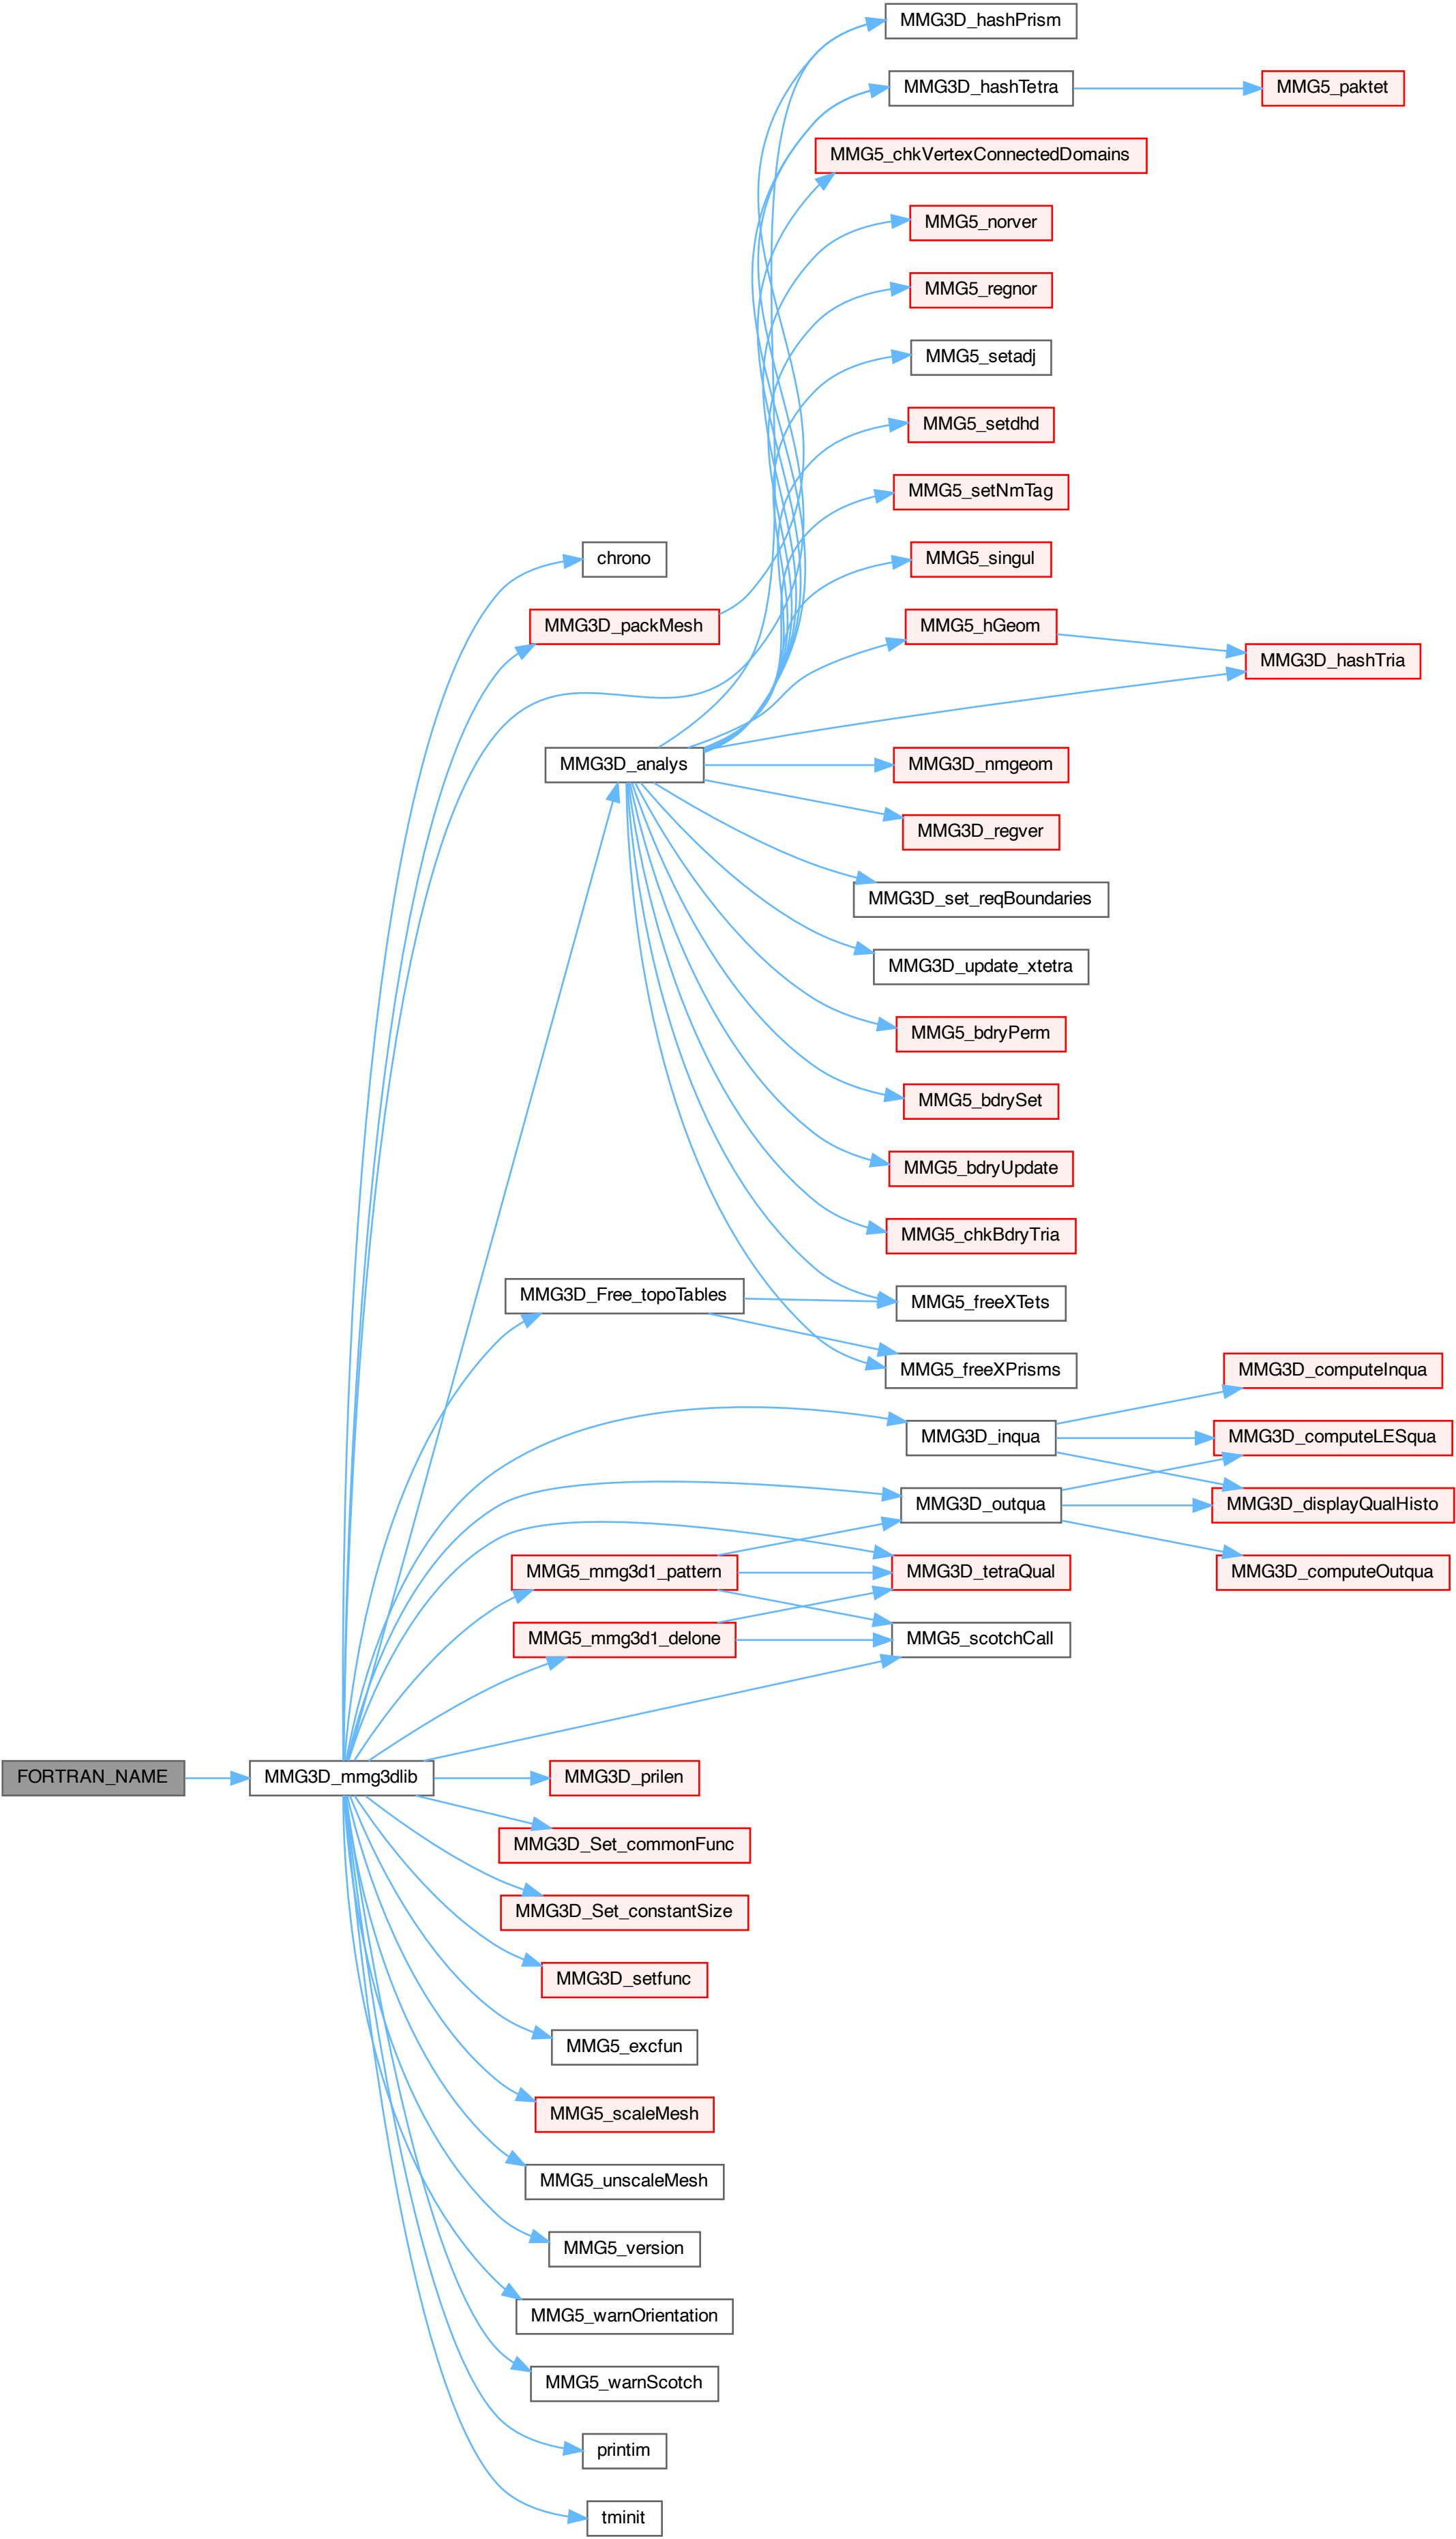 MMG3D_hashPrism
MMG3D_hashTetra
MMG5_paktet
MMG5_chkVertexConnectedDomains
MMG5_norver
MMG5_regnor
MMG5_setadj
MMG5_setdhd
MMG5_setNmTag
chrono
MMG5_singul
MMG3D_packMesh
MMG5_hGeom
MMG3D_hashTria
MMG3D_analys
MMG3D_nmgeom
MMG3D_regver
MMG3D_set_reqBoundaries
MMG3D_update_xtetra
MMG5_bdryPerm
MMG5_bdrySet
MMG5_bdryUpdate
MMG5_chkBdryTria
MMG3D_Free_topoTables
MMG5_freeXTets
MMG5_freeXPrisms
MMG3D_computeInqua
MMG3D_inqua
MMG3D_computeLESqua
MMG3D_outqua
MMG3D_displayQualHisto
MMG5_mmg3d1_pattern
MMG3D_tetraQual
MMG3D_computeOutqua
MMG5_mmg3d1_delone
MMG5_scotchCall
FORTRAN_NAME
MMG3D_mmg3dlib
MMG3D_prilen
MMG3D_Set_commonFunc
MMG3D_Set_constantSize
MMG3D_setfunc
MMG5_excfun
MMG5_scaleMesh
MMG5_unscaleMesh
MMG5_version
MMG5_warnOrientation
MMG5_warnScotch
printim
tminit